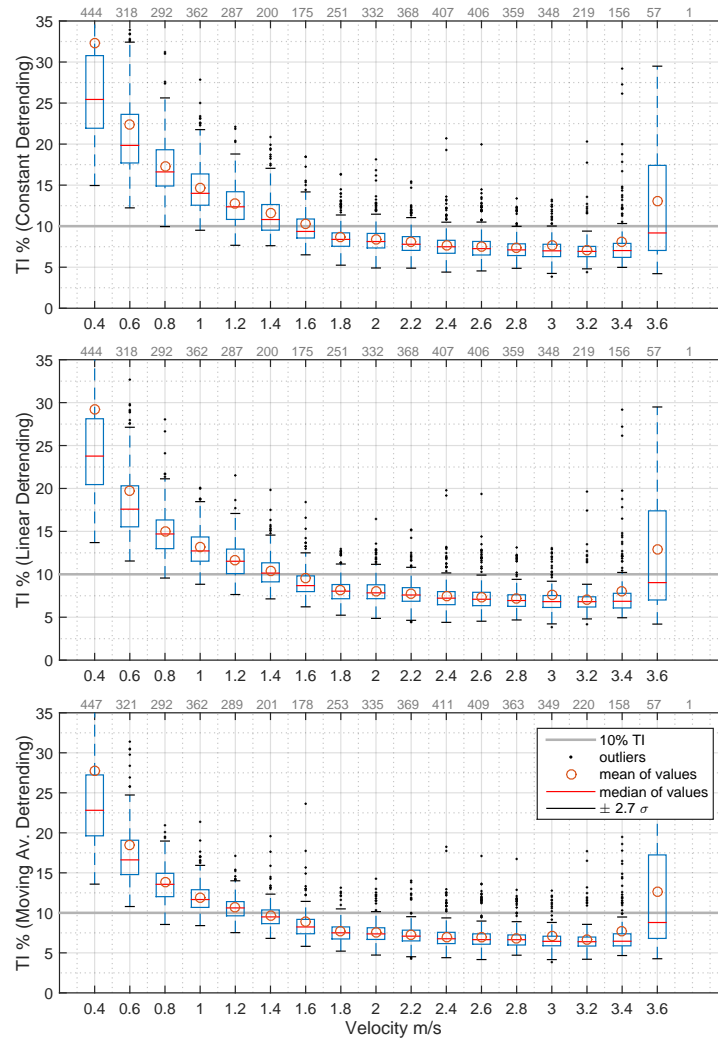 444 318 292 362 287 200 175 251 332 368 407 406 359 348 219 156 57 1
35
30
25
20
15
10
5
0
TI % (Constant Detrending)
0.4 0.6 0.8 1 1.2 1.4 1.6 1.8 2 2.2 2.4 2.6 2.8 3 3.2 3.4 3.6
444 318 292 362 287 200 175 251 332 368 407 406 359 348 219 156 57 1
35
30
25
20
15
10
5
0
TI % (Linear Detrending)
0.4 0.6 0.8 1 1.2 1.4 1.6 1.8 2 2.2 2.4 2.6 2.8 3 3.2 3.4 3.6
447 321 292 362 289 201 178 253 335 369 411 409 363 349 220 158 57 1
35
30
25
20
15
10
5
0
TI % (Moving Av. Detrending)
10% TI
outliers
mean of values
median of values
± 2.7 σ
0.4 0.6 0.8 1 1.2 1.4 1.6 1.8 2 2.2 2.4 2.6 2.8 3 3.2 3.4 3.6
Velocity m/s